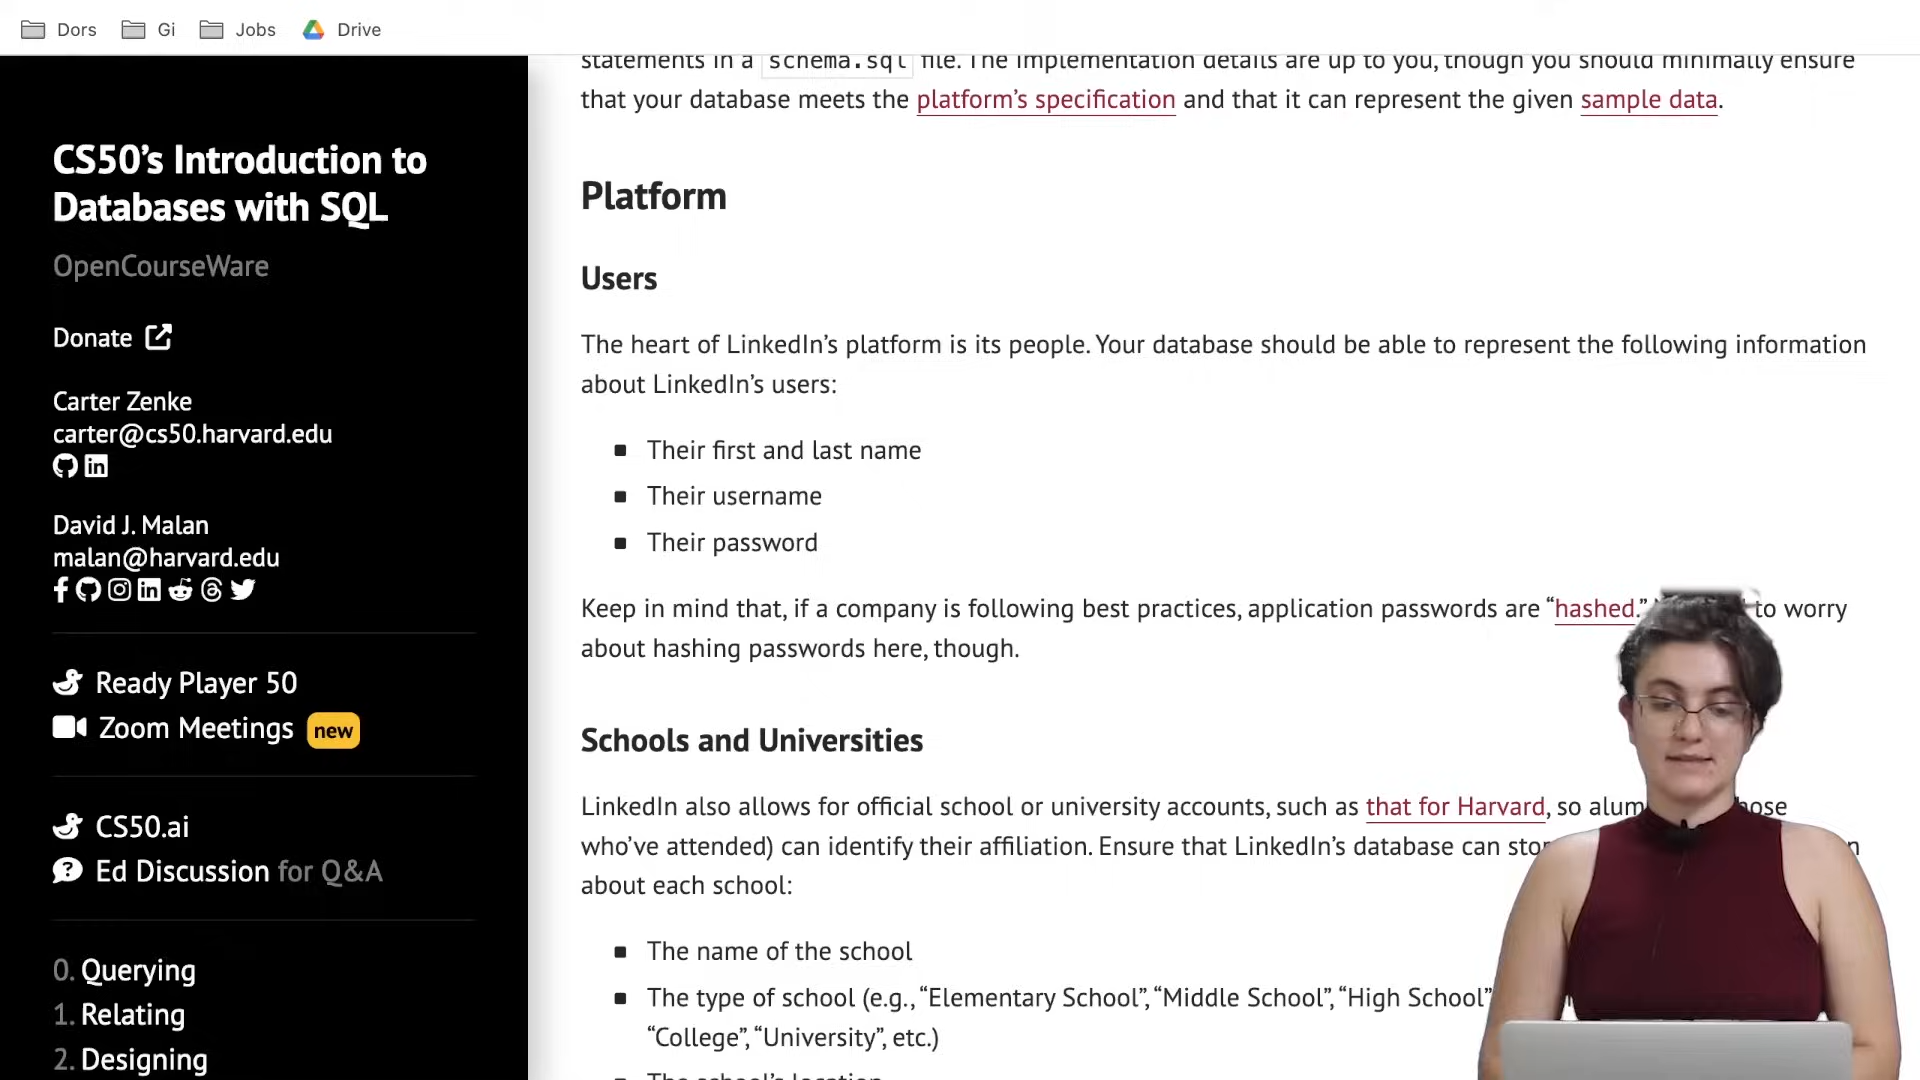 Dors
Gi
Jobs
Drive
CS50’s Introduction to
Databases with SQL
OpenCourseWare
Donate
Carter Zenke
carter@cs50.harvard.edu
David J. Malan
malan@harvard.edu
Ready Player 50
Zoom Meetings new
CS50.ai
Ed Discussion for Q&A
0. Querying
1. Relating
2. Designing
statements in a schema.sql file. The implementation details are up to you, though you should minimally ensure
that your database meets the platform’s specification and that it can represent the given sample data.
Platform
Users
The heart of LinkedIn’s platform is its people. Your database should be able to represent the following information
about LinkedIn’s users:
Their first and last name
Their username
Their password
Keep in mind that, if a company is following best practices, application passwords are “hashed.” to worry
about hashing passwords here, though.
Schools and Universities
LinkedIn also allows for official school or university accounts, such as that for Harvard, so
who’ve attended) can identify their affiliation. Ensure that LinkedIn’s database can
about each school:
The name of the school
The type of school (e.g., “Elementary School”, “Middle School”, “High School”
“College”, “University”, etc.)
The school’s location